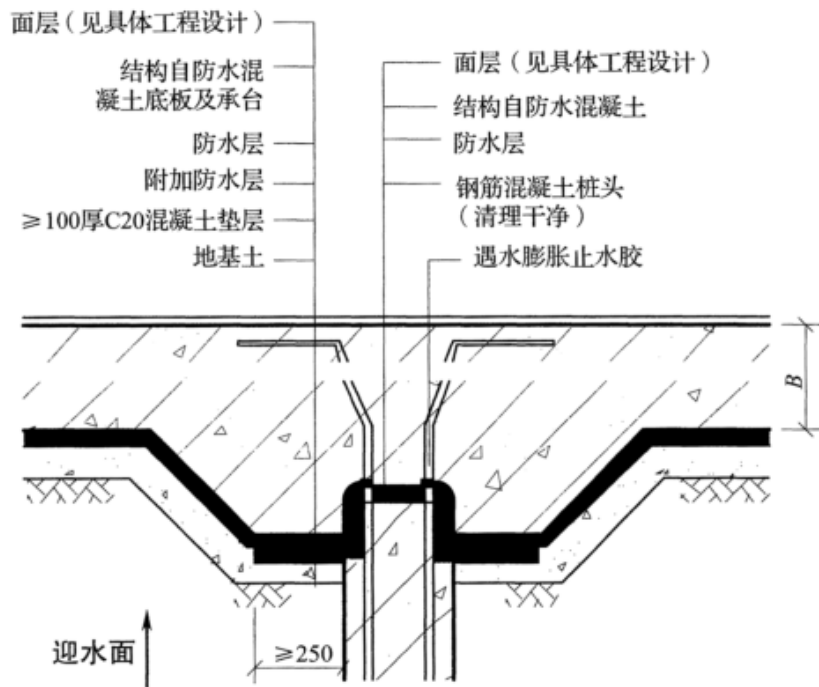 面层（见具体工程设计）
结构自防水混
凝土底板及承台
防水层
附加防水层
≥100厚C20混凝土垫层
地基土
面层（见具体工程设计）
结构自防水混凝土
防水层
钢筋混凝土桩头
（清理干净）
遇水膨胀止水胶
B
迎水面
≥250